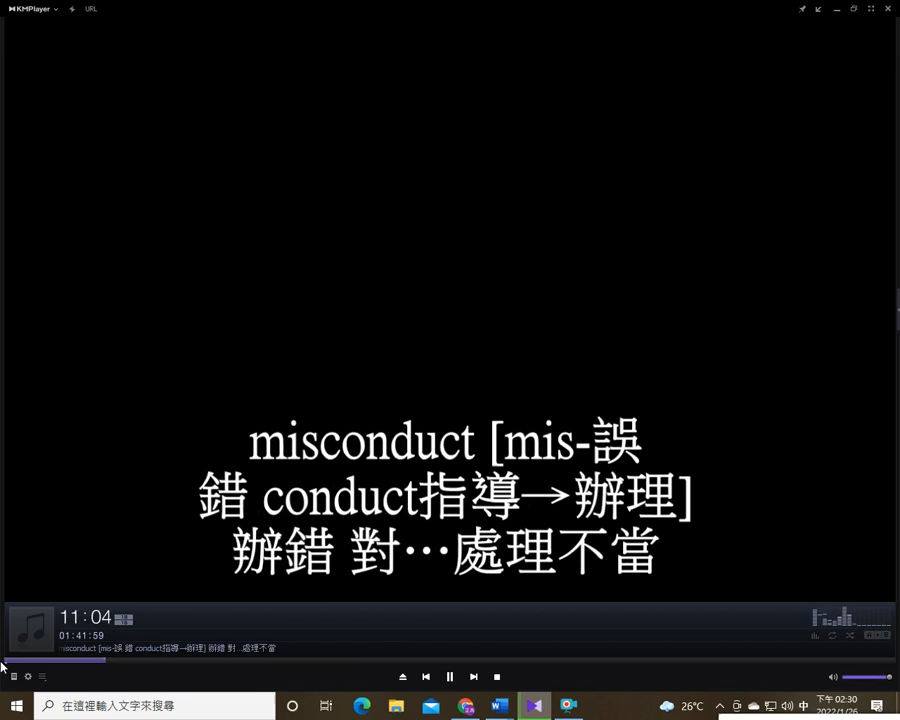 KMPlayer
URL
misconduct [mis-誤
錯 conduct指導→辦理]
辦錯 對…處理不當
11:04
01:41:59
misconduct [mis-誤 錯 conduct指導→辦理] 辦錯 對...處理不當
在這裡輸入文字來搜尋
26°C
中
下午 02:30
2022/1/26